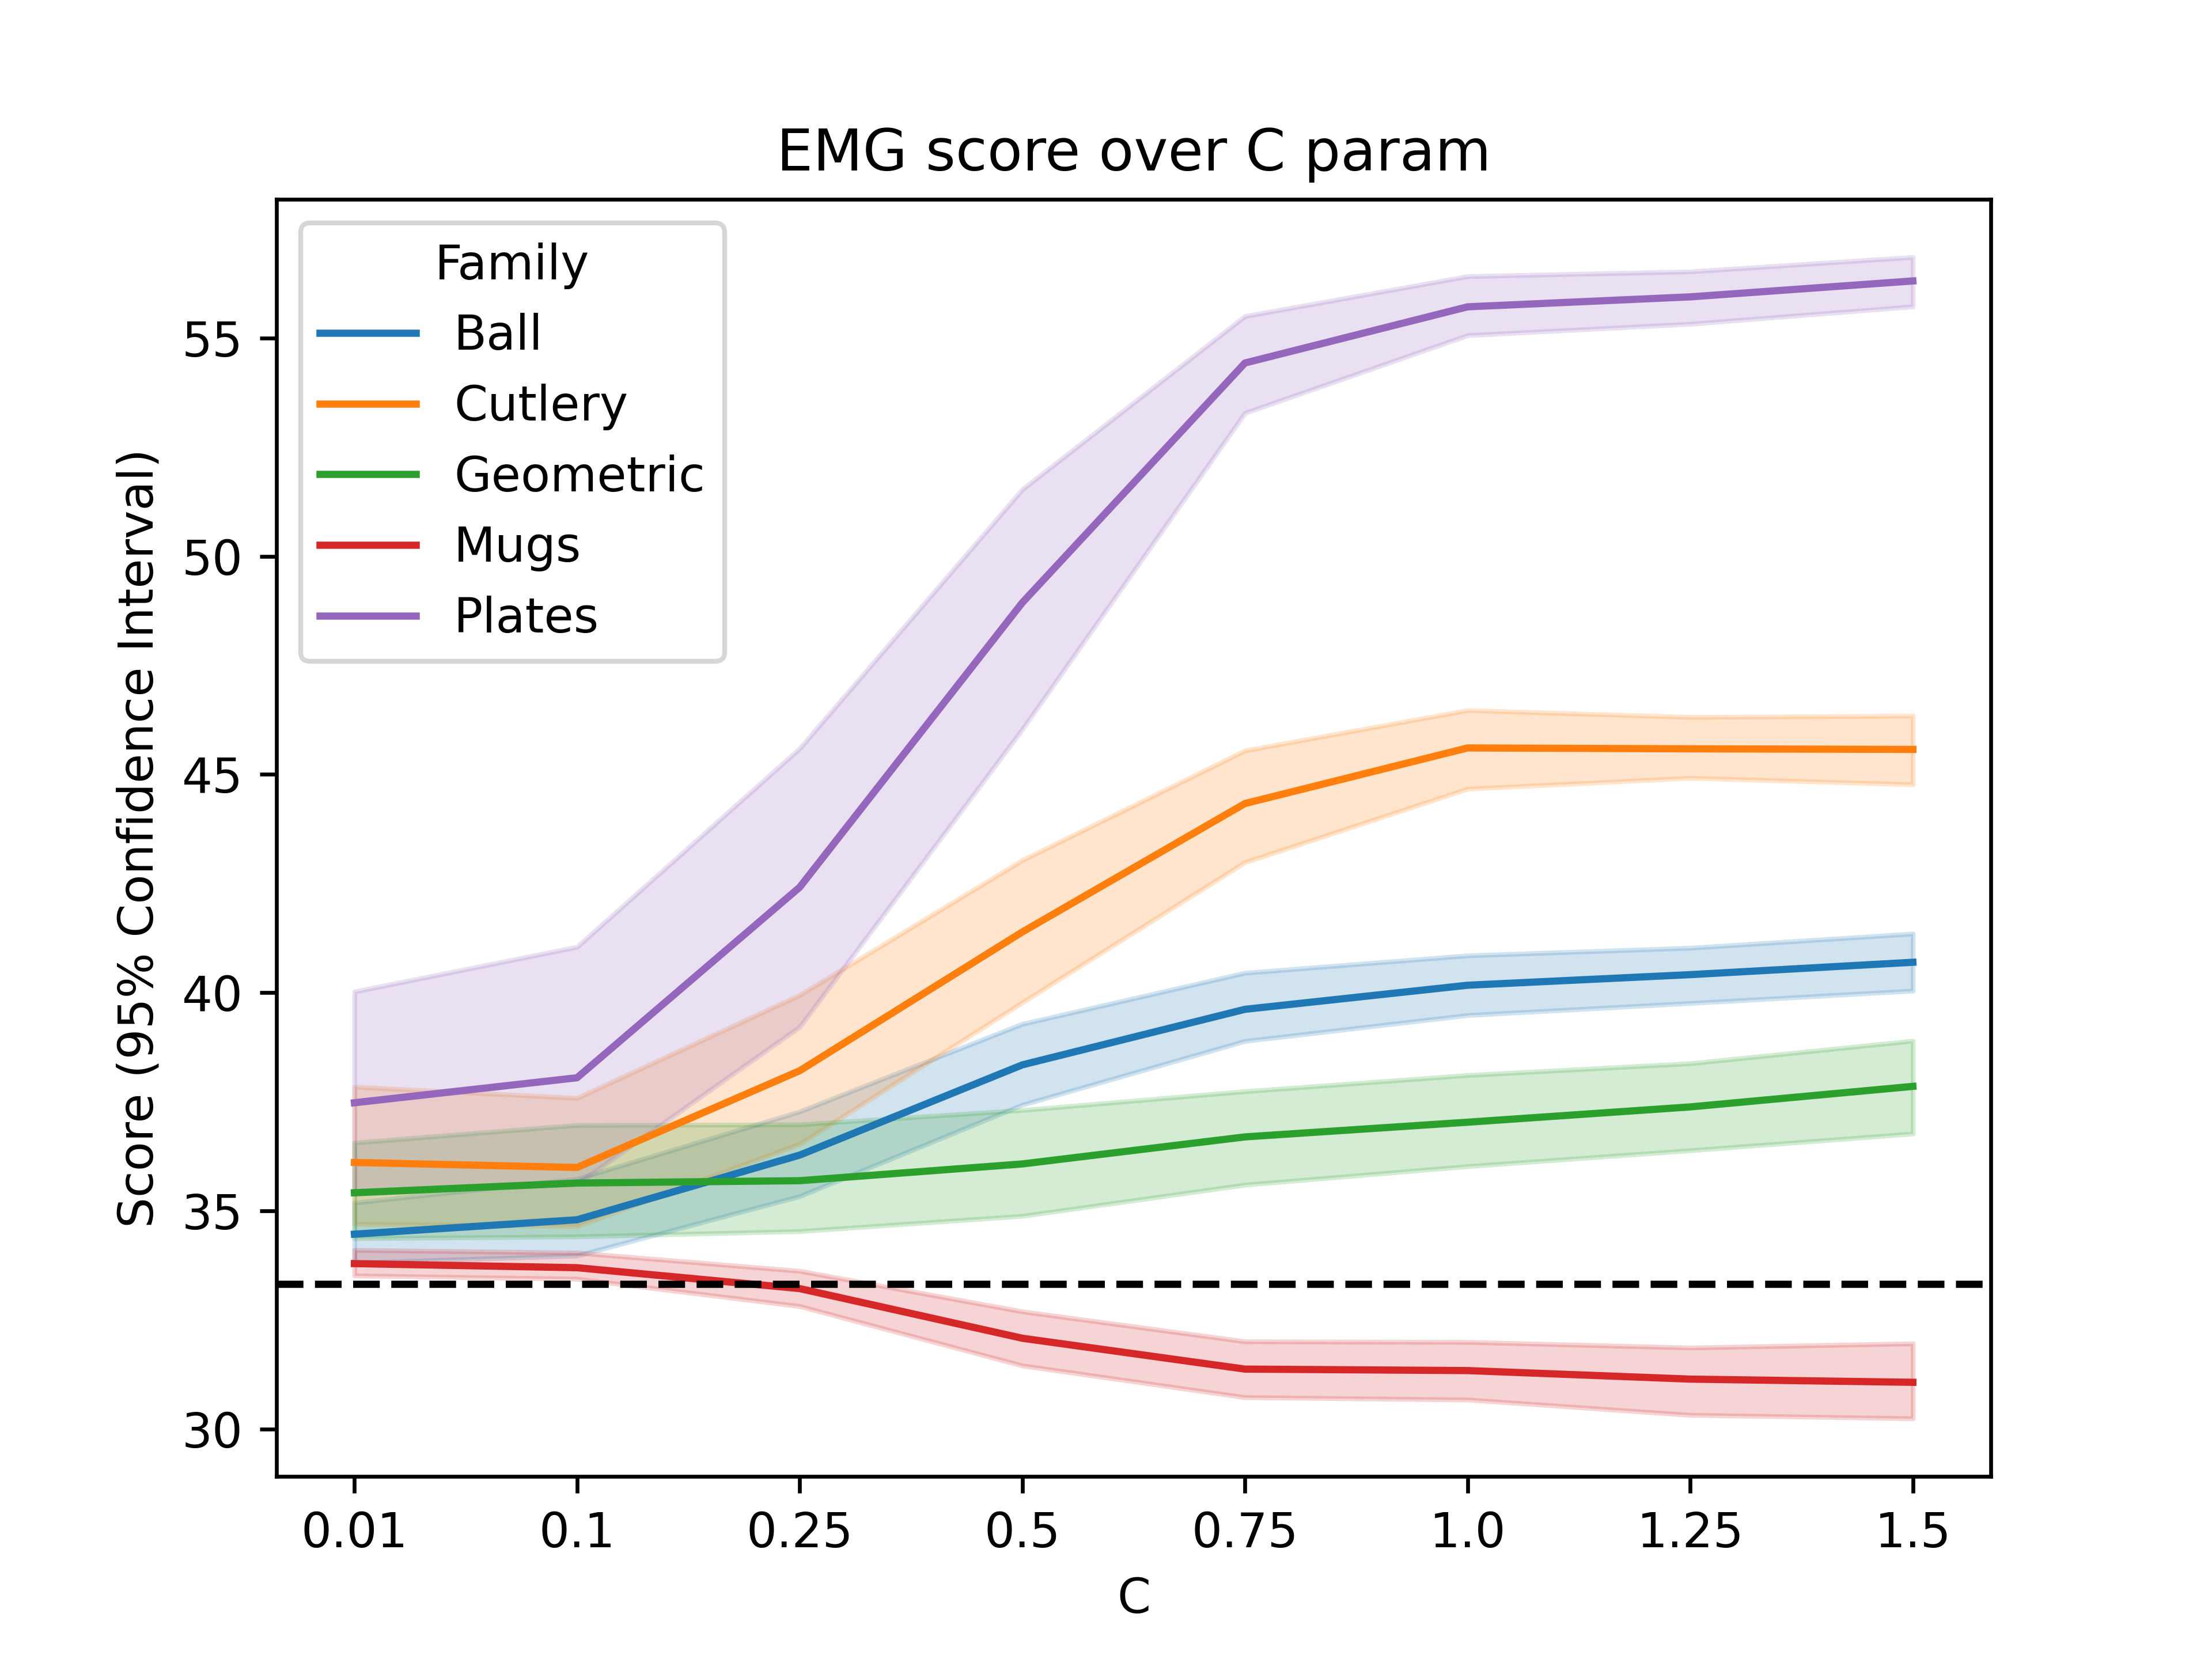 EMG score over C param
Family
Ball
Cutlery
Geometric
Mugs
Plates
Score (95% Confidence Interval)
55
50
45
40
35
30
0.01 0.1 0.25 0.5 0.75 1.0 1.25 1.5
C